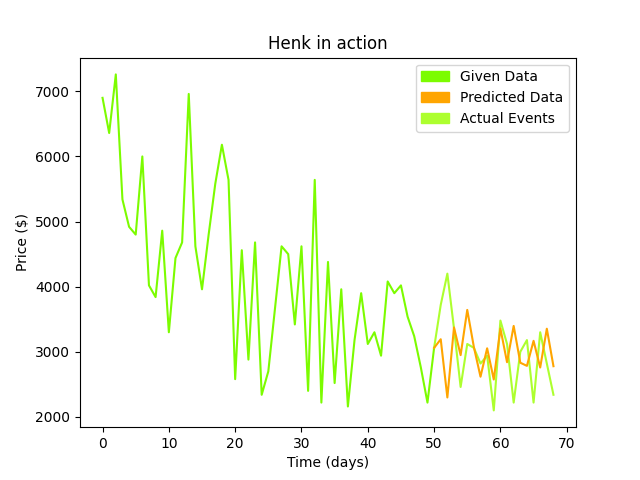 Henk in action
Given Data
Predicted Data
Actual Events
Price ($)
7000
6000
5000
4000
3000
2000
0 10 20 30 40 50 60 70
Time (days)